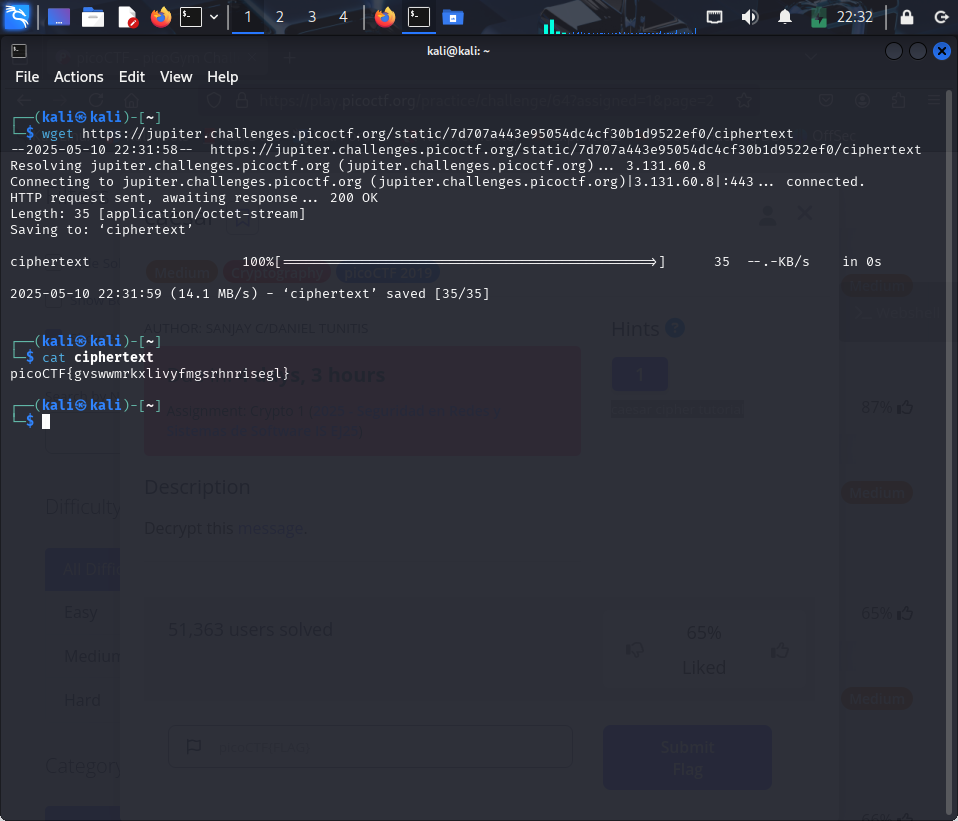 1 2 3 4 22:32
kali@kali: ~
File Actions Edit View Help
┌──(kali㉿kali)-[~]
└─$ wget https://jupiter.challenges.picoctf.org/static/7d707a443e95054dc4cf30b1d9522ef0/ciphertext
--2025-05-10 22:31:58-- https://jupiter.challenges.picoctf.org/static/7d707a443e95054dc4cf30b1d9522ef0/ciphertext
Resolving jupiter.challenges.picoctf.org (jupiter.challenges.picoctf.org)... 3.131.60.8
Connecting to jupiter.challenges.picoctf.org (jupiter.challenges.picoctf.org)|3.131.60.8|:443... connected.
HTTP request sent, awaiting response... 200 OK
Length: 35 [application/octet-stream]
Saving to: ‘ciphertext’
ciphertext 100%[===================================================>] 35 --.-KB/s in 0s
2025-05-10 22:31:59 (14.1 MB/s) - ‘ciphertext’ saved [35/35]
Medium Cryptography picoCTF 2019
AUTHOR: SANJAY C/DANIEL TUNITIS
Hints ?
┌──(kali㉿kali)-[~]
└─$ cat ciphertext
picoCTF{gvswwmrkxlivyfmgsrhnrisegl}
3 hours
1
┌──(kali㉿kali)-[~]
└─$
Assignment: Crypto 1
87%
Description
Medium
Difficulty
Decrypt this message.
All Diffi
Easy
65%
51,363 users solved
65%
Liked
Medium
Hard
Medium
Submit
Flag
Category